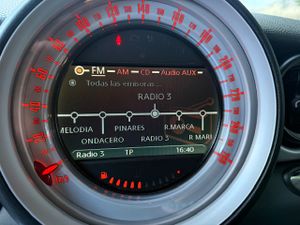 FM AM CD Audio AUX
Todas las emisoras...
RADIO 3
MELODIA PINARES R.MARCA
ONDACERO RADIO 3 R MARI
Radio 3 TP 16:40